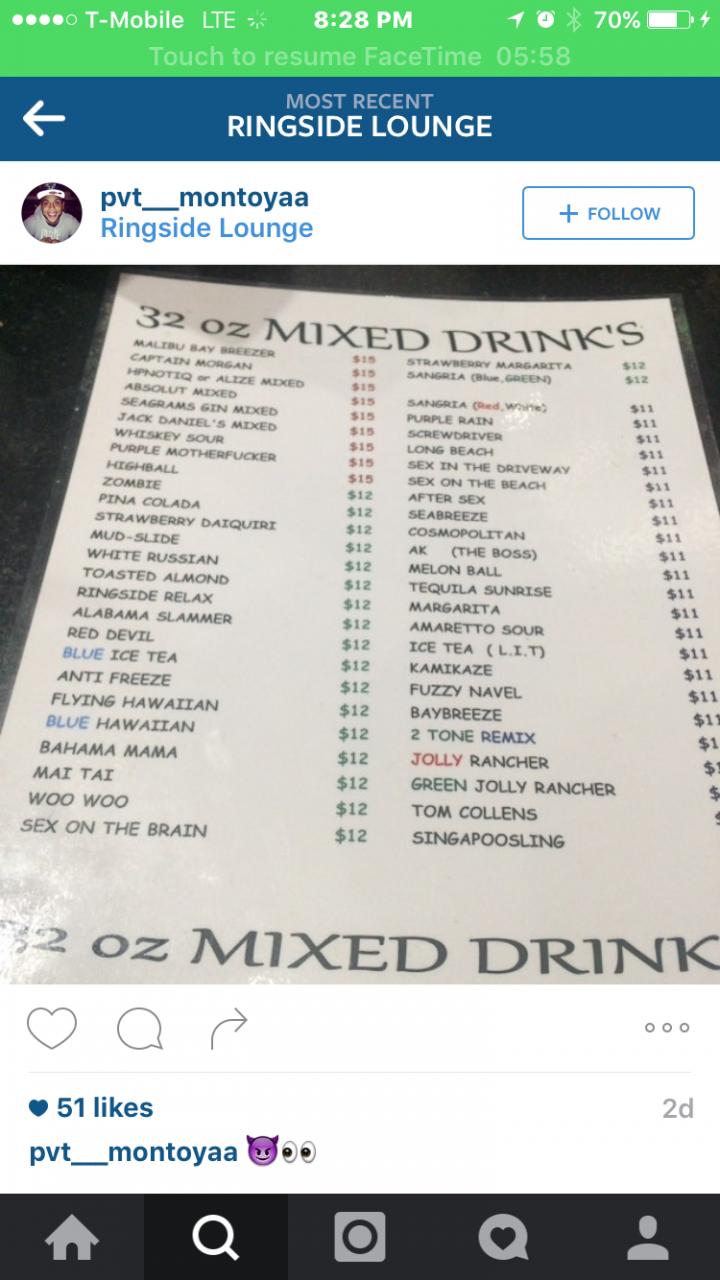 T-Mobile LTE 8:28 PM 70%
Touch to resume FaceTime 05:58
MOST RECENT
RINGSIDE LOUNGE
pvt___montoyaa
Ringside Lounge
+ FOLLOW
32 oz MIXED DRINK'S
MALIBU BAY BREEZER $15
CAPTAIN MORGAN $15
HPNOTIQ or ALIZE MIXED $15
ABSOLUT MIXED $15
SEAGRAMS GIN MIXED $15
JACK DANIEL'S MIXED $15
WHISKEY SOUR $15
PURPLE MOTHERFUCKER $15
HIGHBALL $15
ZOMBIE $12
PINA COLADA $12
STRAWBERRY DAIQUIRI $12
MUD-SLIDE $12
WHITE RUSSIAN $12
TOASTED ALMOND $12
RINGSIDE RELAX $12
ALABAMA SLAMMER $12
RED DEVIL $12
BLUE ICE TEA $12
ANTI FREEZE $12
FLYING HAWAIIAN $12
BLUE HAWAIIAN $12
BAHAMA MAMA $12
MAI TAI $12
WOO WOO $12
SEX ON THE BRAIN $12
STRAWBERRY MARGARITA $12
SANGRIA (Blue,GREEN) $12
SANGRIA (Red,White) $11
PURPLE RAIN $11
SCREWDRIVER $11
LONG BEACH $11
SEX IN THE DRIVEWAY $11
SEX ON THE BEACH $11
AFTER SEX $11
SEABREEZE $11
COSMOPOLITAN $11
AK (THE BOSS) $11
MELON BALL $11
TEQUILA SUNRISE $11
MARGARITA $11
AMARETTO SOUR $11
ICE TEA ( L.I.T) $11
KAMIKAZE $11
FUZZY NAVEL $11
BAYBREEZE $11
2 TONE REMIX $1
JOLLY RANCHER $1
GREEN JOLLY RANCHER $
TOM COLLENS $
SINGAPOOSLING
32 oz MIXED DRINK
51 likes 2d
pvt___montoyaa 😈👀